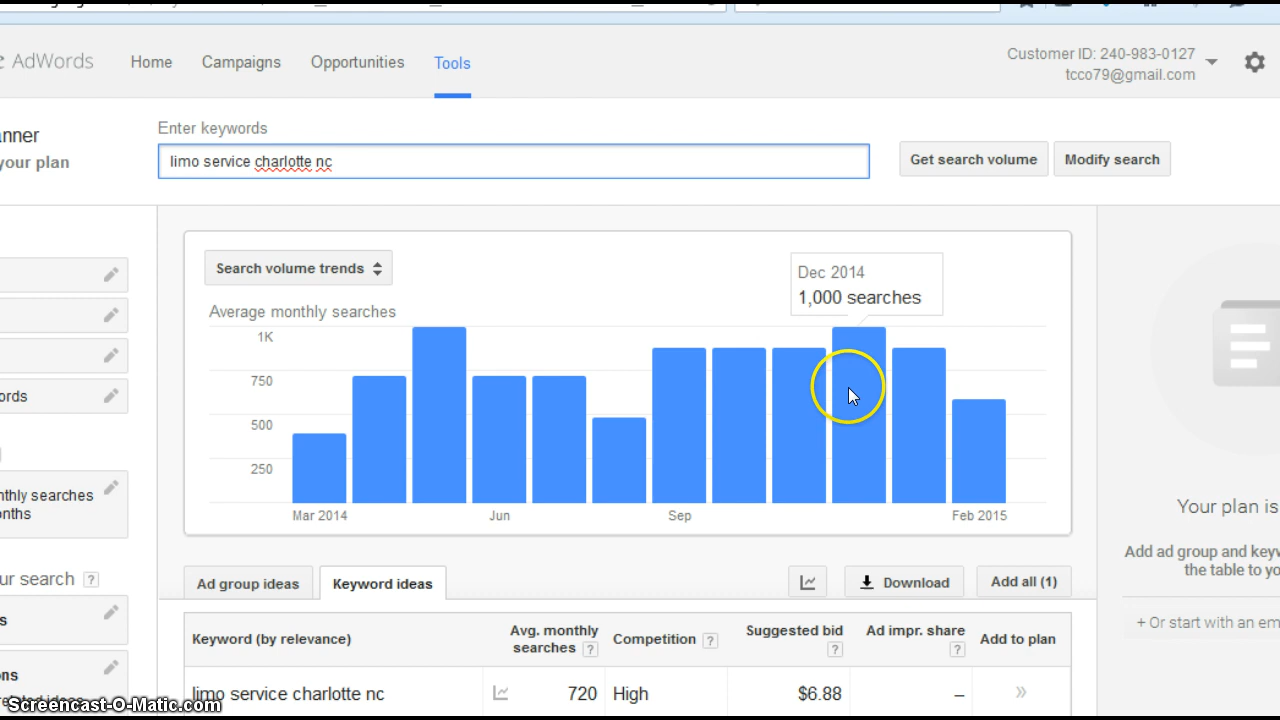 AdWords
Home
Campaigns
Opportunities
Tools
Customer ID: 240-983-0127
tcco79@gmail.com
anner
your plan
Enter keywords
limo service charlotte nc
Get search volume
Modify search
Search volume trends
Dec 2014
1,000 searches
Average monthly searches
1K
750
500
250
Mar 2014
Jun
Sep
Feb 2015
ords
nthly searches
onths
ur search ?
s
ons
Your plan is
Add ad group and keyw
the table to yo
+ Or start with an em
Ad group ideas
Keyword ideas
Download
Add all (1)
Keyword (by relevance)
Avg. monthly
searches ?
Competition ?
Suggested bid
?
Ad impr. share
?
Add to plan
limo service charlotte nc
720
High
$6.88
–
»
Screencast-O-Matic.com